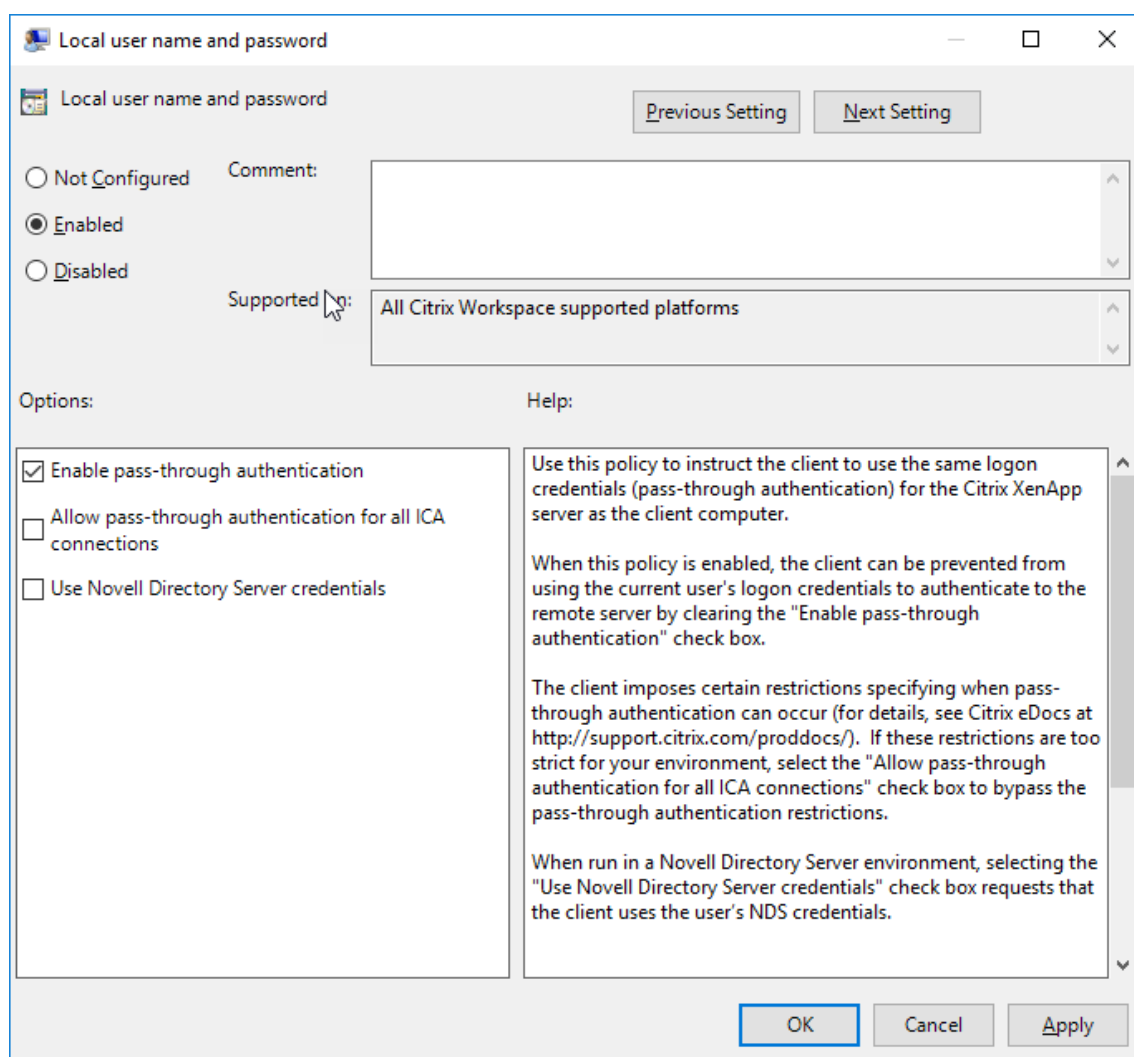 Local user name and password
Local user name and password
Previous Setting
Next Setting
Not Configured
Comment:
Enabled
Disabled
Supported on:
All Citrix Workspace supported platforms
Options:
Help:
Enable pass-through authentication
Allow pass-through authentication for all ICA
connections
Use Novell Directory Server credentials
Use this policy to instruct the client to use the same logon
credentials (pass-through authentication) for the Citrix XenApp
server as the client computer.
When this policy is enabled, the client can be prevented from
using the current user's logon credentials to authenticate to the
remote server by clearing the "Enable pass-through
authentication" check box.
The client imposes certain restrictions specifying when pass-
through authentication can occur (for details, see Citrix eDocs at
http://support.citrix.com/proddocs/).  If these restrictions are too
strict for your environment, select the "Allow pass-through
authentication for all ICA connections" check box to bypass the
pass-through authentication restrictions.
When run in a Novell Directory Server environment, selecting the
"Use Novell Directory Server credentials" check box requests that
the client uses the user's NDS credentials.
OK
Cancel
Apply